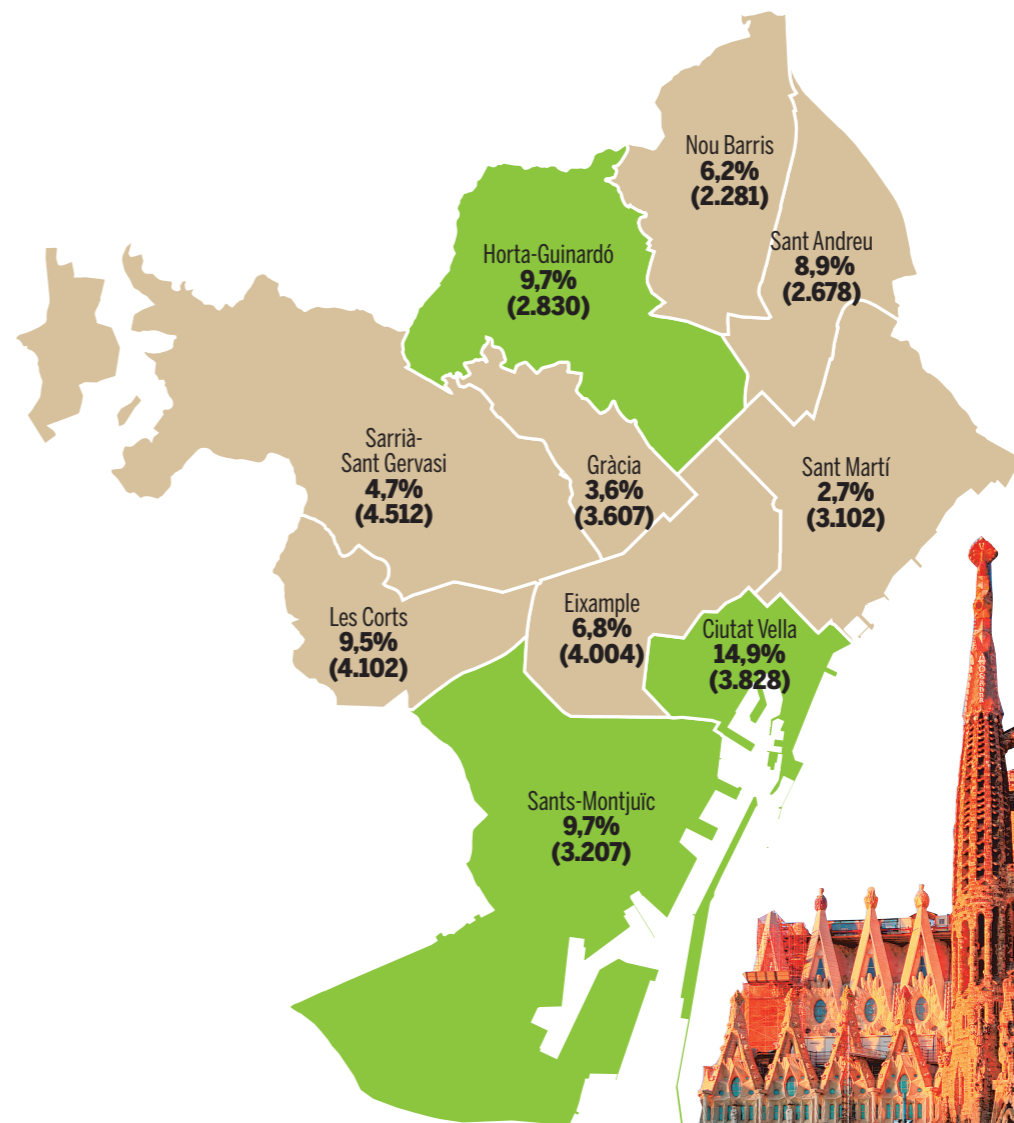 Nou Barris
6,2%
(2.281)
Sant Andreu
8,9%
(2.678)
Horta-Guinardó
9,7%
(2.830)
Sarrià-
Sant Gervasi
4,7%
(4.512)
Gràcia
3,6%
(3.607)
Sant Martí
2,7%
(3.102)
Les Corts
9,5%
(4.102)
Eixample
6,8%
(4.004)
Ciutat Vella
14,9%
(3.828)
Sants-Montjuïc
9,7%
(3.207)